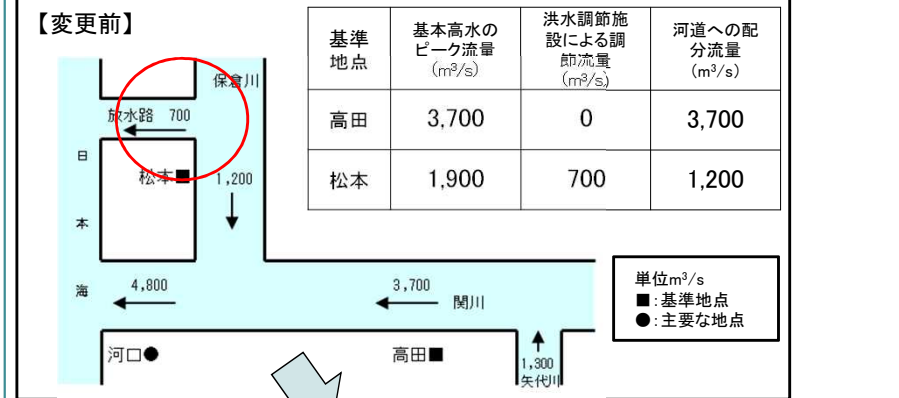 【変更前】
基準
地点
基本高水の
ピーク流量
(m³/s)
洪水調節施
設による調
節流量
(m³/s)
河道への配
分流量
(m³/s)
高田
3,700
0
3,700
松本
1,900
700
1,200
保倉川
放水路 700
日
本
海
松本■
1,200
4,800
3,700
関川
河口●
高田■
1,300
矢代川
単位m³/s
■:基準地点
●:主要な地点